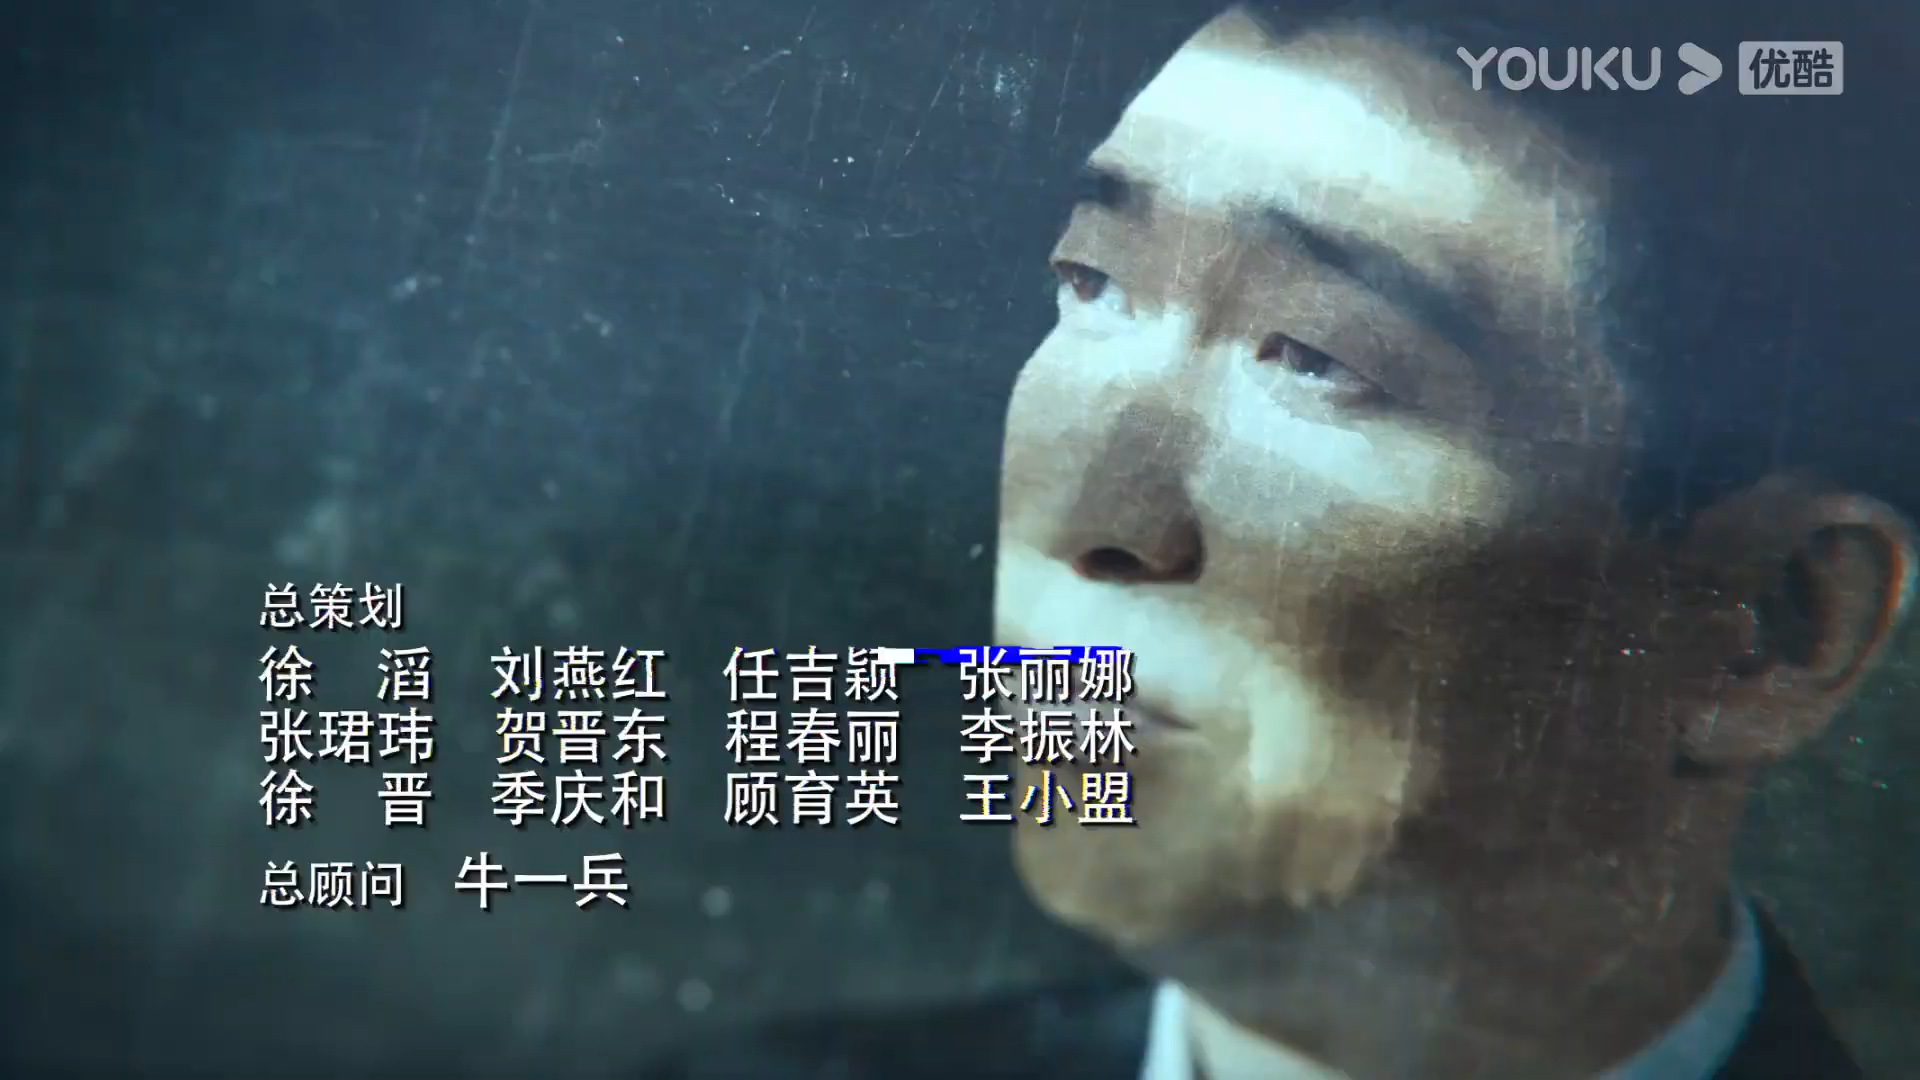 YOUKU 优酷
总策划
徐 滔 刘燕红 任吉颖 张丽娜
张珺玮 贺晋东 程春丽 李振林
徐 晋 季庆和 顾育英 王小盟
总顾问 牛一兵